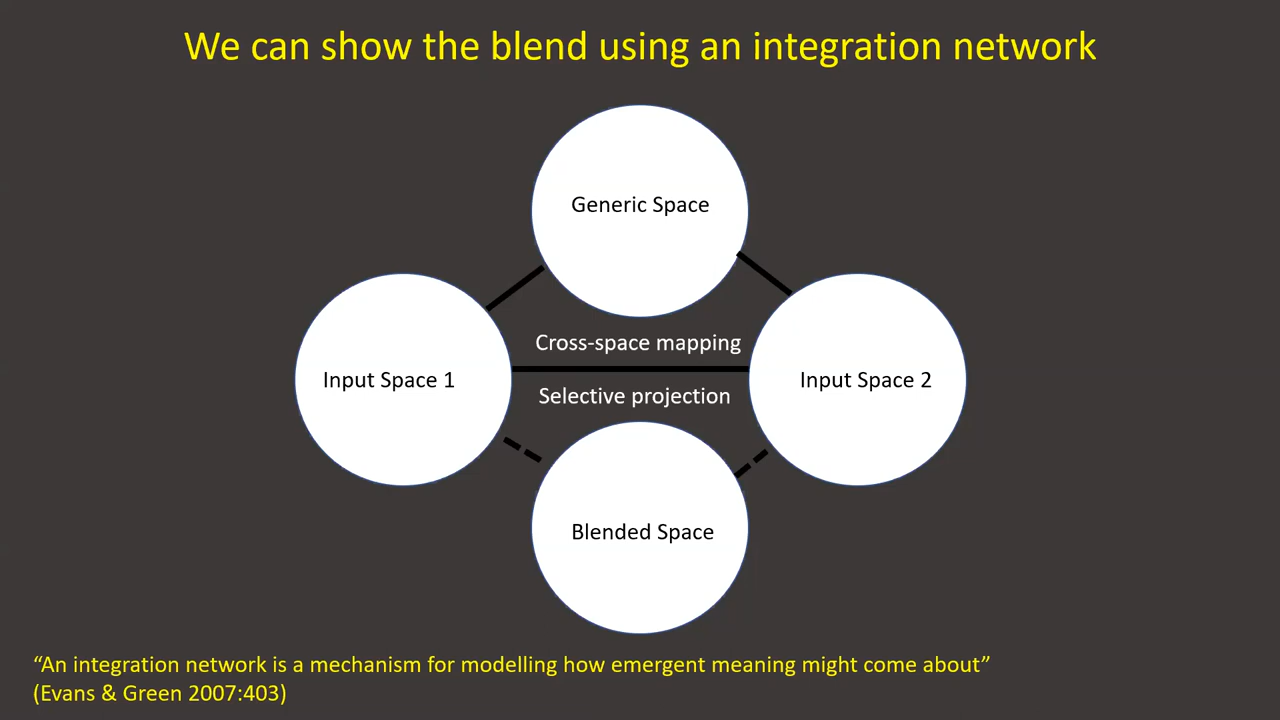 We can show the blend using an integration network
Generic Space
Cross-space mapping
Input Space 1
Input Space 2
Selective projection
Blended Space
“An integration network is a mechanism for modelling how emergent meaning might come about”
(Evans & Green 2007:403)